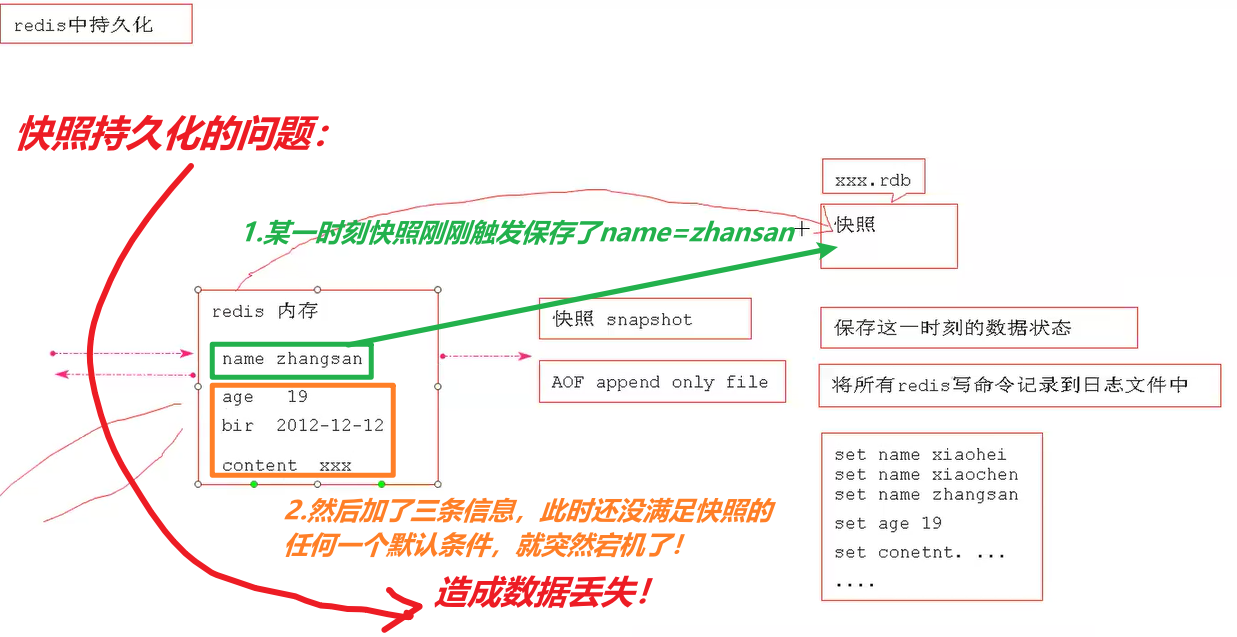 redis中持久化
快照持久化的问题：
xxx.rdb
快照
1.某一时刻快照刚刚触发保存了name=zhansan
redis 内存
name zhangsan
age 19
bir 2012-12-12
content xxx
快照 snapshot
AOF append only file
保存这一时刻的数据状态
将所有redis写命令记录到日志文件中
set name xiaohei
set name xiaochen
set name zhangsan
set age 19
set conetnt. ...
....
2.然后加了三条信息，此时还没满足快照的
任何一个默认条件，就突然宕机了！
造成数据丢失！